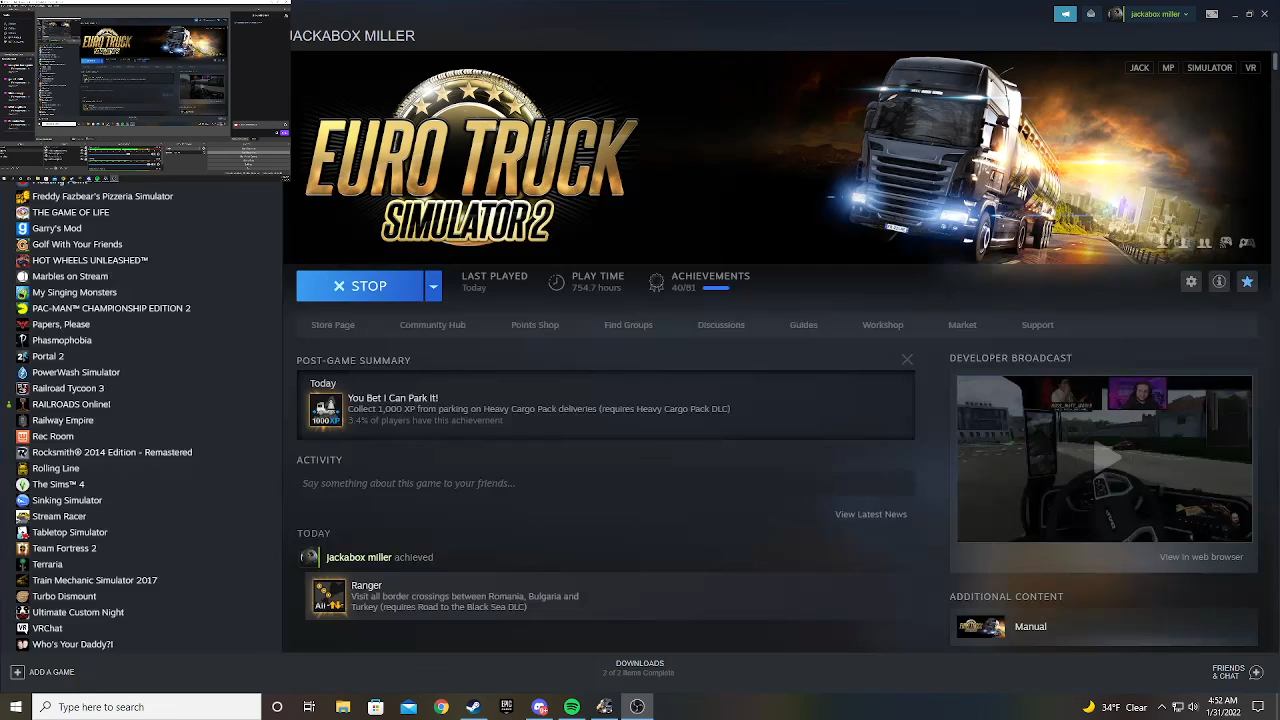 jackabox miller
JACKABOX MILLER
EURO TRUCK
SIMULATOR 2
JACK
MP
SIMULATOR
VR
STOP
LAST PLAYED
Today
PLAY TIME
754.7 hours
ACHIEVEMENTS
40/81
Store Page
Community Hub
Points Shop
Find Groups
Discussions
Guides
Workshop
Market
Support
Freddy Fazbear's Pizzeria Simulator
THE GAME OF LIFE
Garry's Mod
Golf With Your Friends
HOT WHEELS UNLEASHED™
Marbles on Stream
My Singing Monsters
PAC-MAN™ CHAMPIONSHIP EDITION 2
Papers, Please
Phasmophobia
Portal 2
PowerWash Simulator
Railroad Tycoon 3
RAILROADS Online!
Railway Empire
Rec Room
Rocksmith® 2014 Edition - Remastered
Rolling Line
The Sims™ 4
Sinking Simulator
Stream Racer
Tabletop Simulator
Team Fortress 2
Terraria
Train Mechanic Simulator 2017
Turbo Dismount
Ultimate Custom Night
VRChat
Who's Your Daddy?!
POST-GAME SUMMARY
Today
You Bet I Can Park It!
Collect 1,000 XP from parking on Heavy Cargo Pack deliveries (requires Heavy Cargo Pack DLC)
3.4% of players have this achievement
1000XP
ACTIVITY
Say something about this game to your friends...
View Latest News
TODAY
jackabox miller achieved
Ranger
Visit all border crossings between Romania, Bulgaria and
Turkey (requires Road to the Black Sea DLC)
All
DEVELOPER BROADCAST
View in web browser
ADDITIONAL CONTENT
Manual
ADD A GAME
DOWNLOADS
2 of 2 Items Complete
FRIENDS
& CHAT
Type here to search
34°F
4:52 AM
1/31/2022